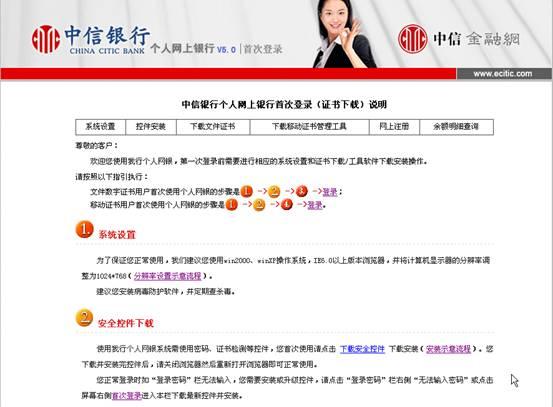 中信银行 CHINA CITIC BANK 个人网上银行 V5.0 | 首次登录 中信 金融網
www.ecitic.com
中信银行个人网上银行首次登录（证书下载）说明
系统设置 控件安装 下载文件证书 下载移动证书管理工具 网上注册 余额明细查询
尊敬的客户：
欢迎您使用我行个人网银，第一次登录前需要进行相应的系统设置和证书下载/工具软件下载安装操作。
请按照以下指引执行：
文件数字证书用户首次使用个人网银的步骤是1 ->2 ->3 ->登录；
移动证书用户首次使用个人网银的步骤是1 ->2 ->4 ->登录。
1. 系统设置
为了保证您正常使用，我们建议您使用win2000、winXP操作系统，IE6.0以上版本浏览器，并将计算机显示器的分辨率调
整为1024*768（分辨率设置示意流程）。
建议您安装病毒防护软件，并定期查杀毒。
2. 安全控件下载
使用我行个人网银系统需使用密码、证书检测等控件，您首次使用请点击 下载安全控件 下载安装（安装示意流程）。您
下载并安装完控件后，请关闭浏览器然后重新打开浏览器即可正常使用。
您正常登录时如“登录密码”栏无法输入，您需要安装或升级控件，请点击“登录密码”栏右侧“无法输入密码”或点击
屏幕右侧首次登录进入本栏下载最新控件并安装。